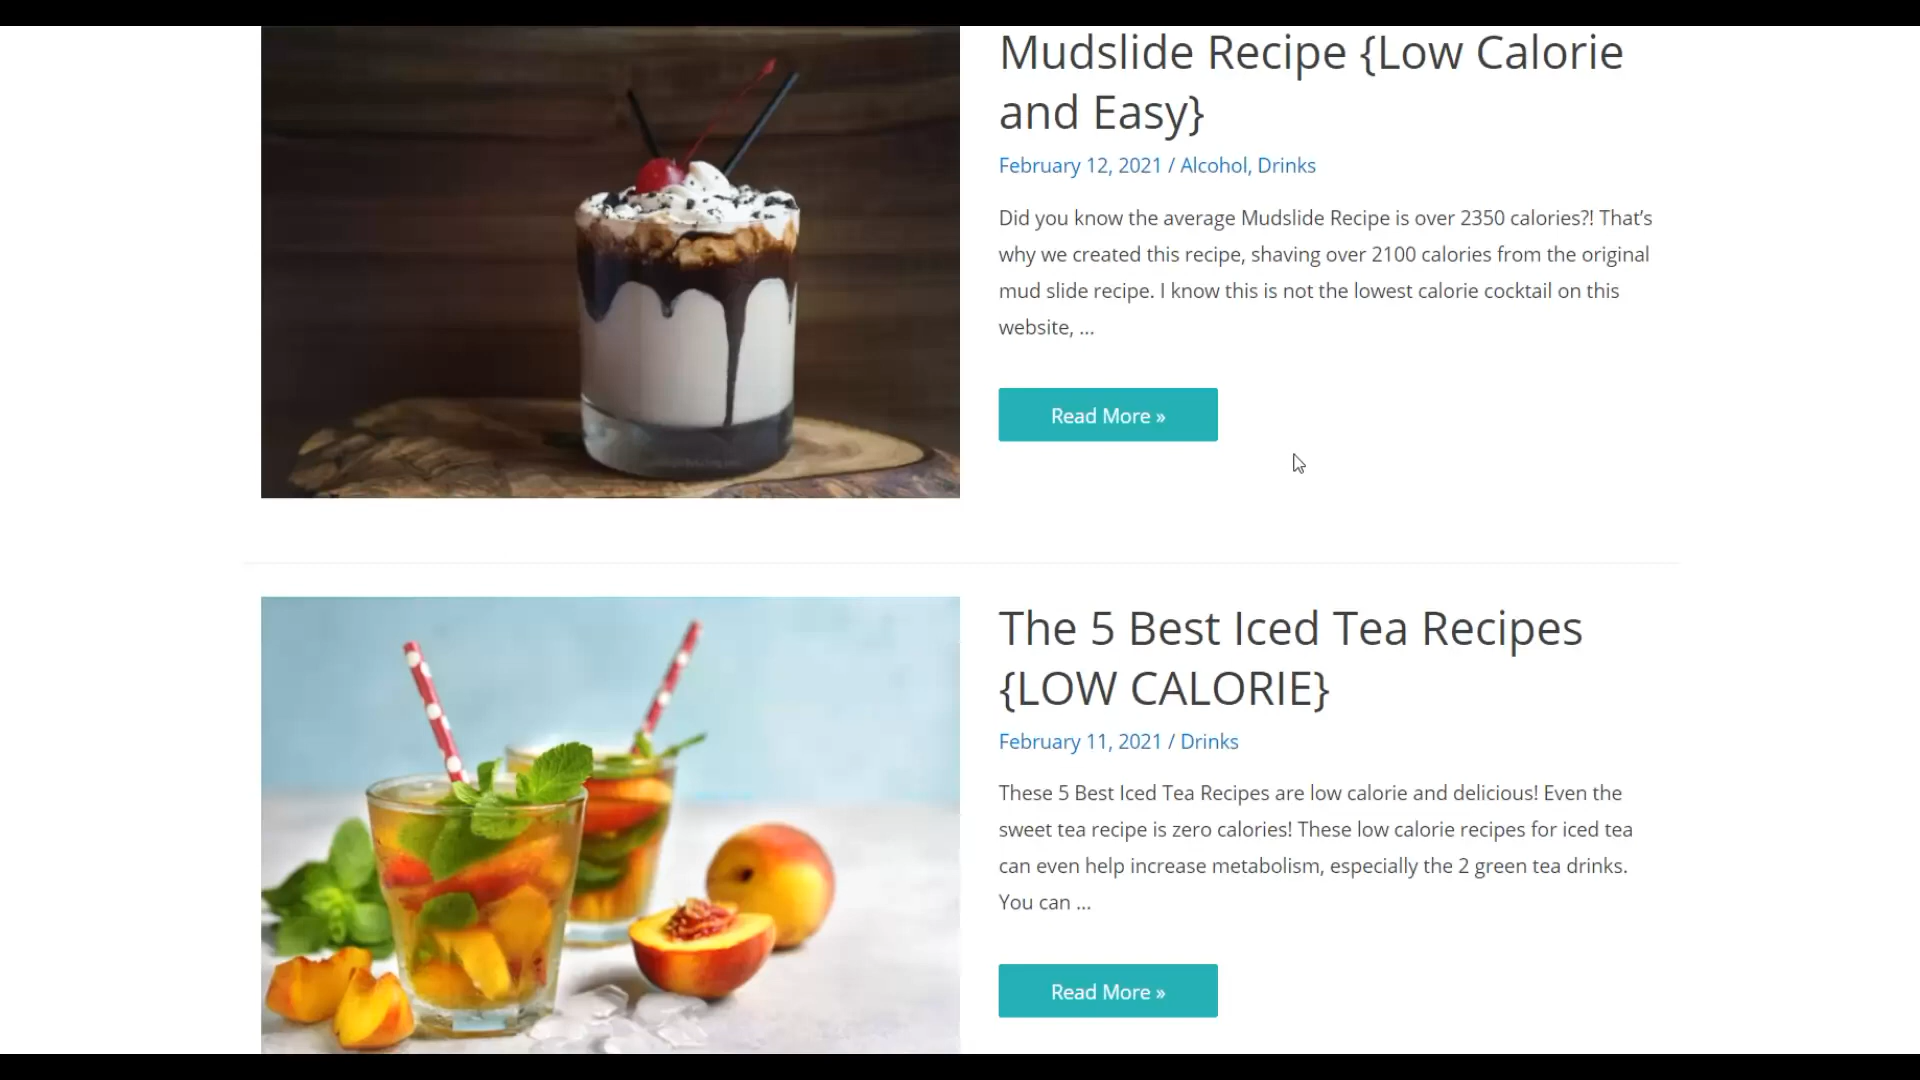 Mudslide Recipe {Low Calorie
and Easy}
February 12, 2021 / Alcohol, Drinks
Did you know the average Mudslide Recipe is over 2350 calories?! That’s
why we created this recipe, shaving over 2100 calories from the original
mud slide recipe. I know this is not the lowest calorie cocktail on this
website, ...
Read More »
The 5 Best Iced Tea Recipes
{LOW CALORIE}
February 11, 2021 / Drinks
These 5 Best Iced Tea Recipes are low calorie and delicious! Even the
sweet tea recipe is zero calories! These low calorie recipes for iced tea
can even help increase metabolism, especially the 2 green tea drinks.
You can ...
Read More »